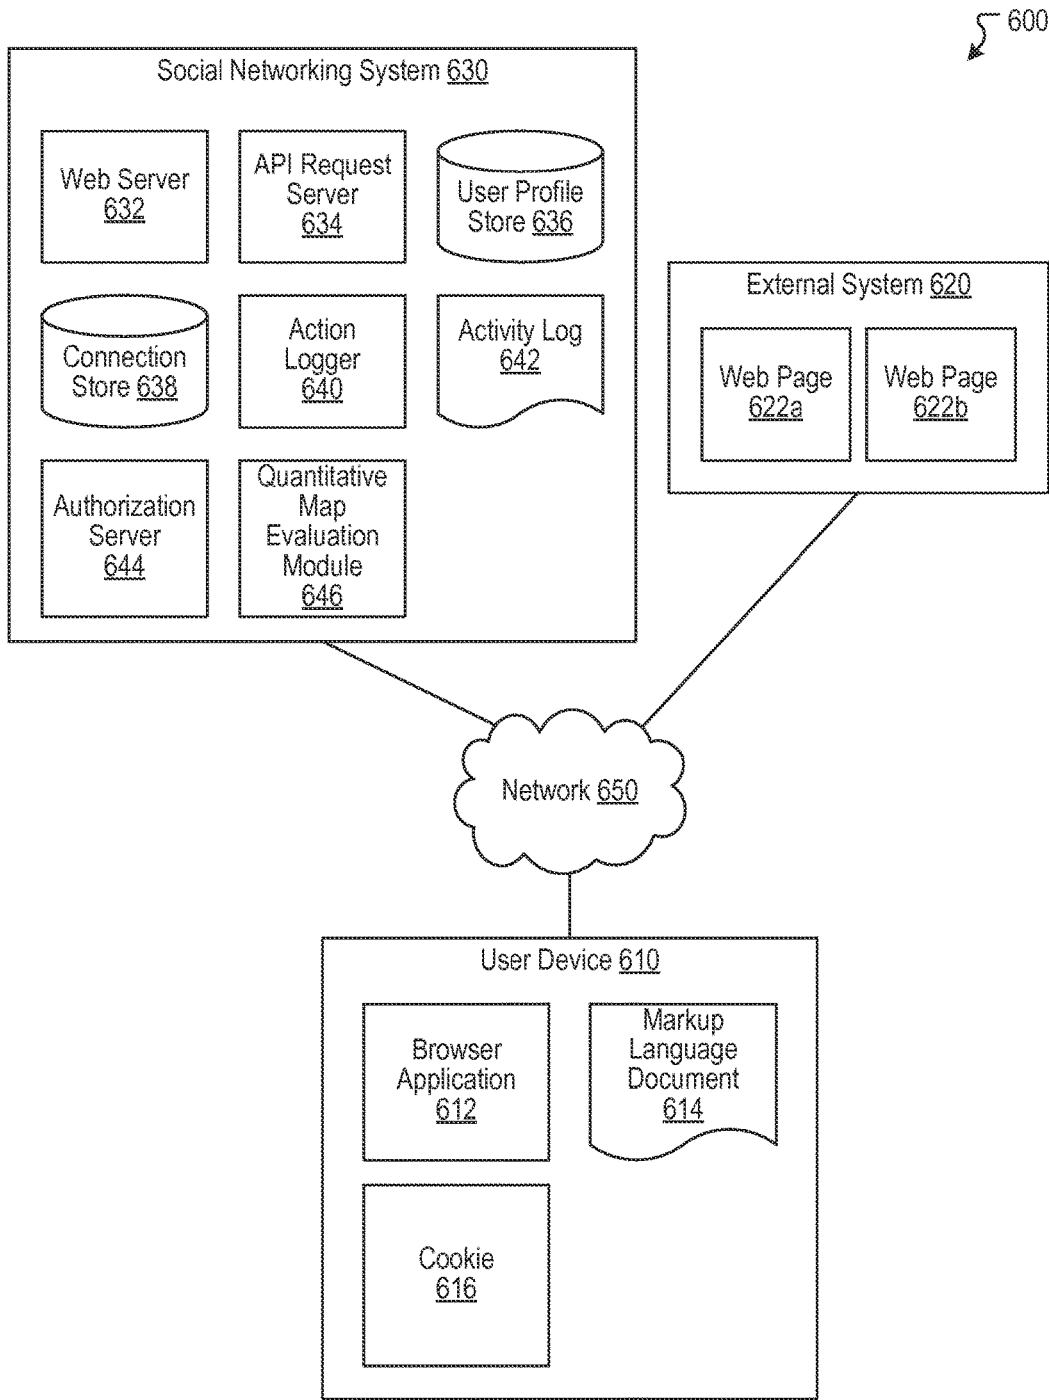 600
Social Networking System 630
Web Server
632
API Request
Server
634
User Profile
Store 636
Connection
Store 638
Action
Logger
640
Activity Log
642
Authorization
Server
644
Quantitative
Map
Evaluation
Module
646
External System 620
Web Page
622a
Web Page
622b
Network 650
User Device 610
Browser
Application
612
Markup
Language
Document
614
Cookie
616